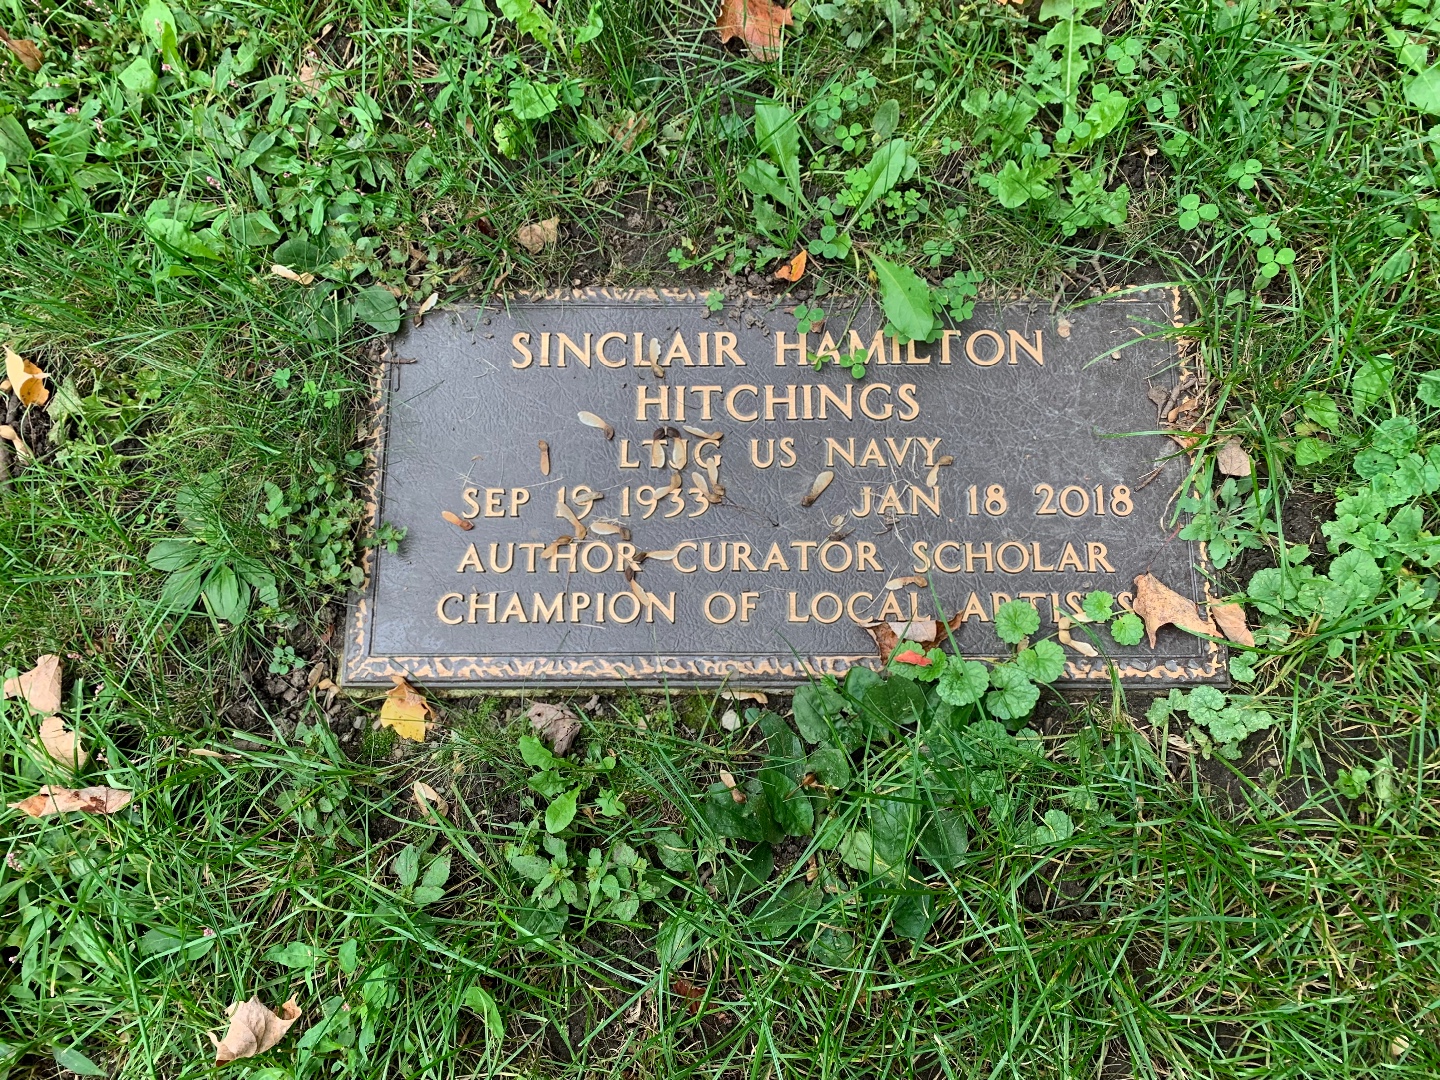 SINCLAIR HAMILTON
HITCHINGS
LTJG US NAVY
SEP 19 1933 JAN 18 2018
AUTHOR CURATOR SCHOLAR
CHAMPION OF LOCAL ARTISTS